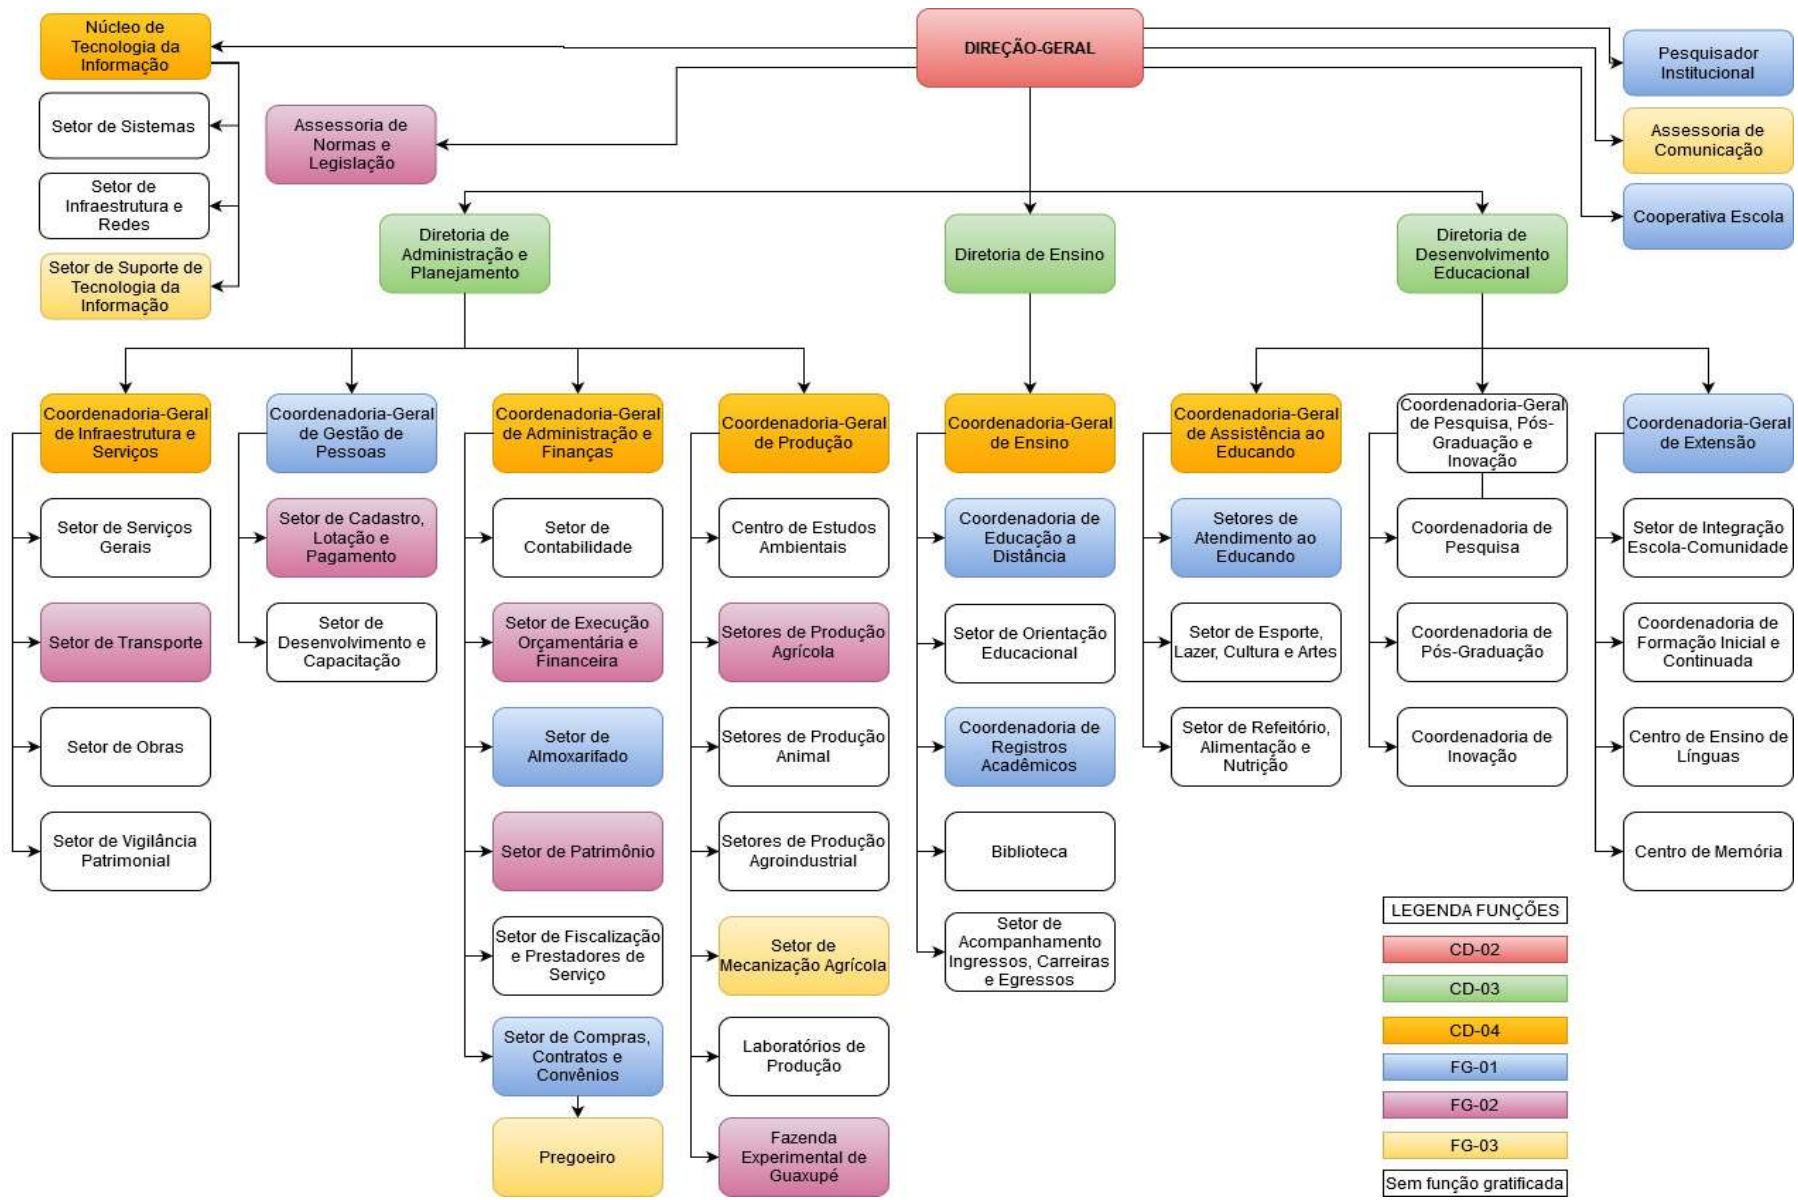 DIREÇÃO-GERAL
Núcleo de
Tecnologia da
Informação
Setor de Sistemas
Setor de
Infraestrutura e
Redes
Setor de Suporte de
Tecnologia da
Informação
Assessoria de
Normas e
Legislação
Pesquisador
Institucional
Assessoria de
Comunicação
Cooperativa Escola
Diretoria de
Administração e
Planejamento
Diretoria de Ensino
Diretoria de
Desenvolvimento
Educacional
Coordenadoria-Geral
de Infraestrutura e
Serviços
Setor de Serviços
Gerais
Setor de Transporte
Setor de Obras
Setor de Vigilância
Patrimonial
Coordenadoria-Geral
de Gestão de
Pessoas
Setor de Cadastro,
Lotação e
Pagamento
Setor de
Desenvolvimento e
Capacitação
Coordenadoria-Geral
de Administração e
Finanças
Setor de
Contabilidade
Setor de Execução
Orçamentária e
Financeira
Setor de
Almoxarifado
Setor de Patrimônio
Setor de Fiscalização
e Prestadores de
Serviço
Setor de Compras,
Contratos e
Convênios
Pregoeiro
Coordenadoria-Geral
de Produção
Centro de Estudos
Ambientais
Setores de Produção
Agrícola
Setores de Produção
Animal
Setores de Produção
Agroindustrial
Setor de
Mecanização Agrícola
Laboratórios de
Produção
Fazenda
Experimental de
Guaxupé
Coordenadoria-Geral
de Ensino
Coordenadoria de
Educação a
Distância
Setor de Orientação
Educacional
Coordenadoria de
Registros
Acadêmicos
Biblioteca
Setor de
Acompanhamento
Ingressos, Carreiras
e Egressos
Coordenadoria-Geral
de Assistência ao
Educando
Setores de
Atendimento ao
Educando
Setor de Esporte,
Lazer, Cultura e Artes
Setor de Refeitório,
Alimentação e
Nutrição
Coordenadoria-Geral
de Pesquisa, Pós-
Graduação e
Inovação
Coordenadoria de
Pesquisa
Coordenadoria de
Pós-Graduação
Coordenadoria de
Inovação
Coordenadoria-Geral
de Extensão
Setor de Integração
Escola-Comunidade
Coordenadoria de
Formação Inicial e
Continuada
Centro de Ensino de
Línguas
Centro de Memória
LEGENDA FUNÇÕES
CD-02
CD-03
CD-04
FG-01
FG-02
FG-03
Sem função gratificada